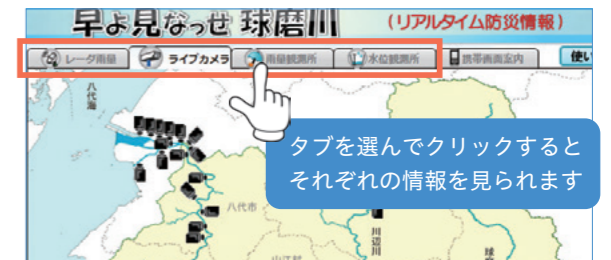 早よ見なっせ 球磨川 (リアルタイム防災情報)
レーダ雨量 ライブカメラ 雨量観測所 水位観測所 携帯画面案内 使い
八代海
タブを選んでクリックすると
それぞれの情報を見られます
八代市
川辺川
山江村
球